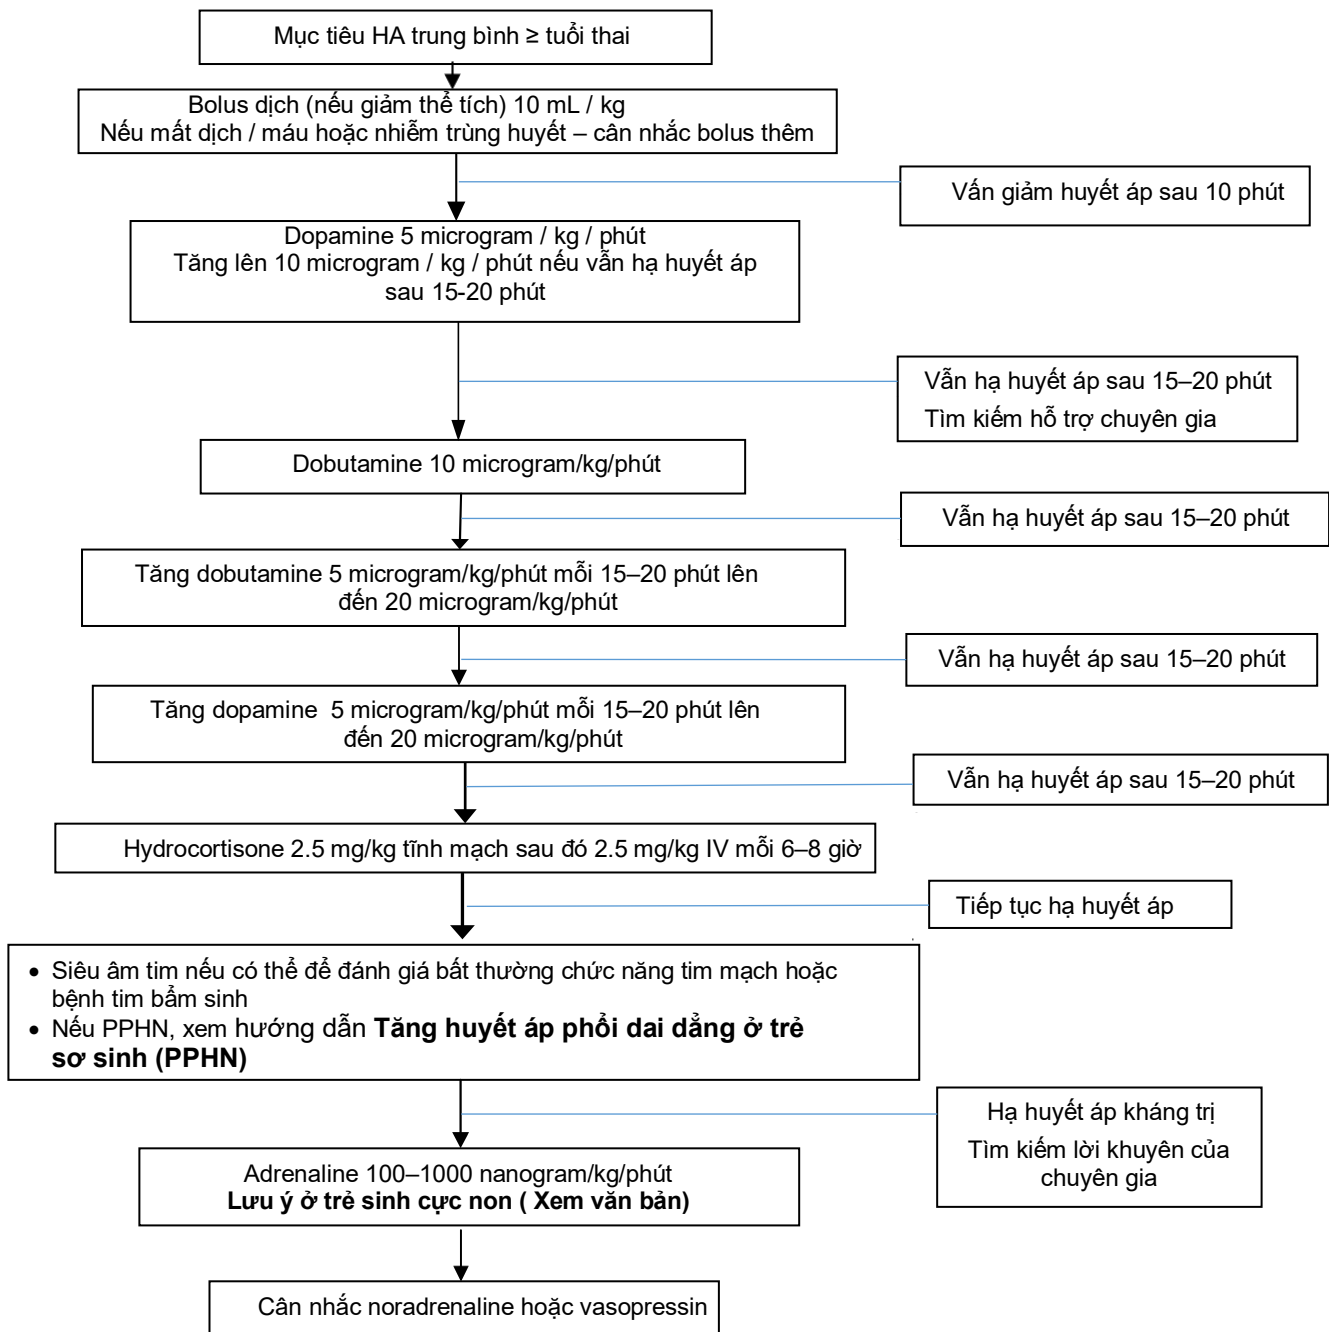 Mục tiêu HA trung bình ≥ tuổi thai
Bolus dịch (nếu giảm thể tích) 10 mL / kg
Nếu mất dịch / máu hoặc nhiễm trùng huyết – cân nhắc bolus thêm
Vấn giảm huyết áp sau 10 phút
Dopamine 5 microgram / kg / phút
Tăng lên 10 microgram / kg / phút nếu vẫn hạ huyết áp
sau 15-20 phút
Vẫn hạ huyết áp sau 15–20 phút
Tìm kiếm hỗ trợ chuyên gia
Dobutamine 10 microgram/kg/phút
Vẫn hạ huyết áp sau 15–20 phút
Tăng dobutamine 5 microgram/kg/phút mỗi 15–20 phút lên
đến 20 microgram/kg/phút
Vẫn hạ huyết áp sau 15–20 phút
Tăng dopamine 5 microgram/kg/phút mỗi 15–20 phút lên
đến 20 microgram/kg/phút
Vẫn hạ huyết áp sau 15–20 phút
Hydrocortisone 2.5 mg/kg tĩnh mạch sau đó 2.5 mg/kg IV mỗi 6–8 giờ
Tiếp tục hạ huyết áp
• Siêu âm tim nếu có thể để đánh giá bất thường chức năng tim mạch hoặc
bệnh tim bẩm sinh
• Nếu PPHN, xem hướng dẫn Tăng huyết áp phổi dai dẳng ở trẻ
sơ sinh (PPHN)
Hạ huyết áp kháng trị
Tìm kiếm lời khuyên của
chuyên gia
Adrenaline 100–1000 nanogram/kg/phút
Lưu ý ở trẻ sinh cực non ( Xem văn bản)
Cân nhắc noradrenaline hoặc vasopressin